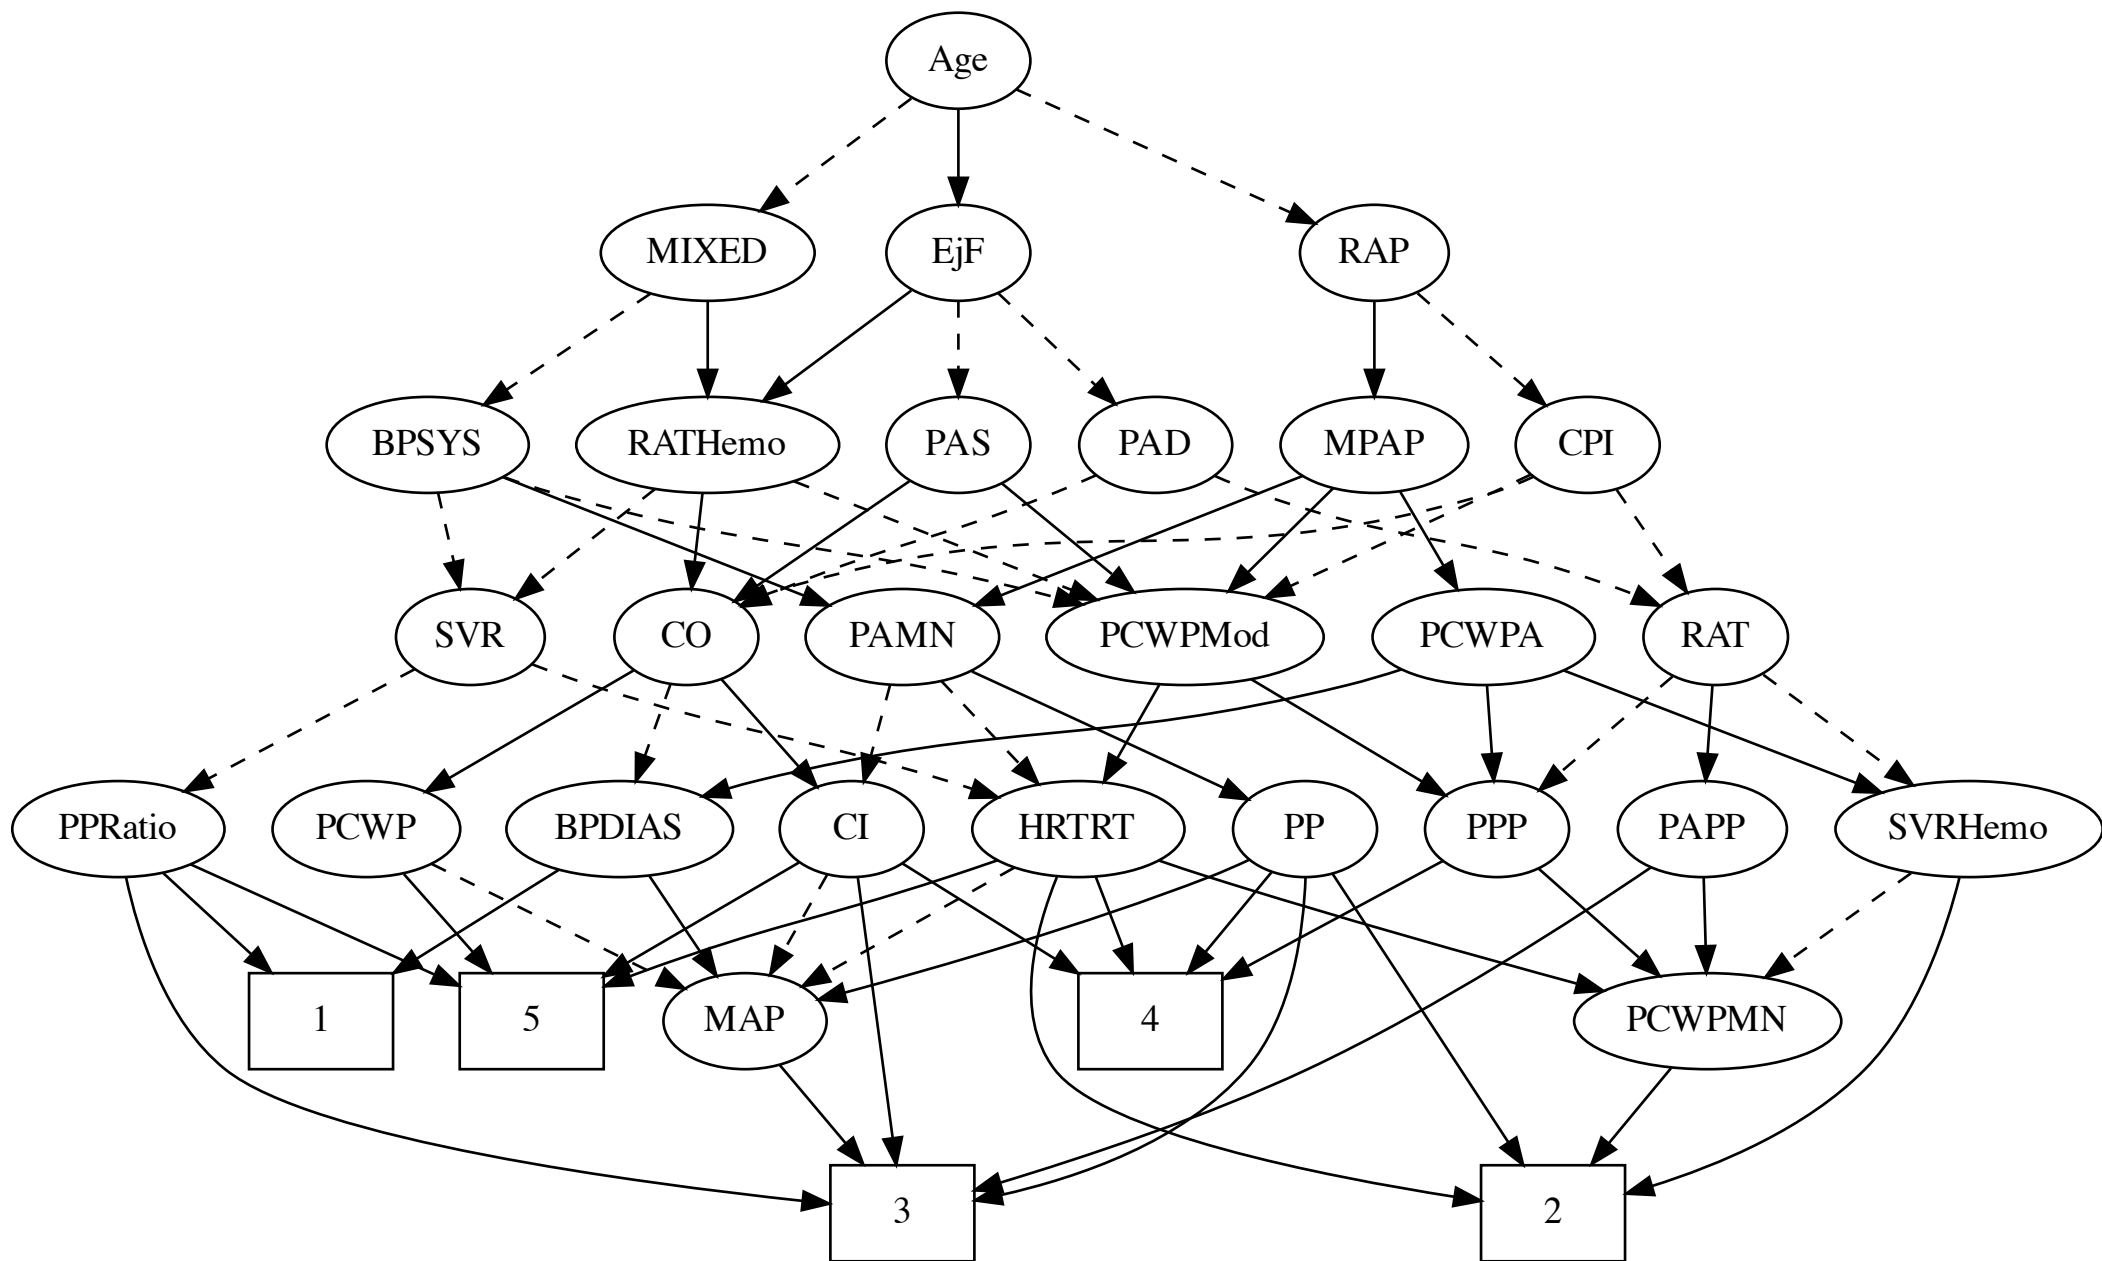 Age
MIXED
EjF
RAP
BPSYS
RATHemo
PAS
PAD
MPAP
CPI
SVR
CO
PAMN
PCWPMod
PCWPA
RAT
PPRatio
PCWP
BPDIAS
CI
HRTRT
PP
PPP
PAPP
SVRHemo
1
5
MAP
4
PCWPMN
3
2